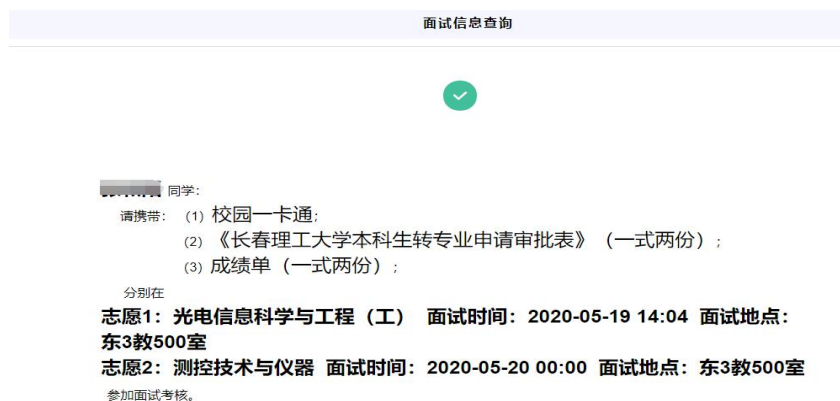 面试信息查询
同学：
请携带：（1）校园一卡通；
（2）《长春理工大学本科生转专业申请审批表》（一式两份）；
（3）成绩单（一式两份）；
分别在
志愿1：光电信息科学与工程（工） 面试时间：2020-05-19 14:04 面试地点：
东3教500室
志愿2：测控技术与仪器 面试时间：2020-05-20 00:00 面试地点：东3教500室
参加面试考核。